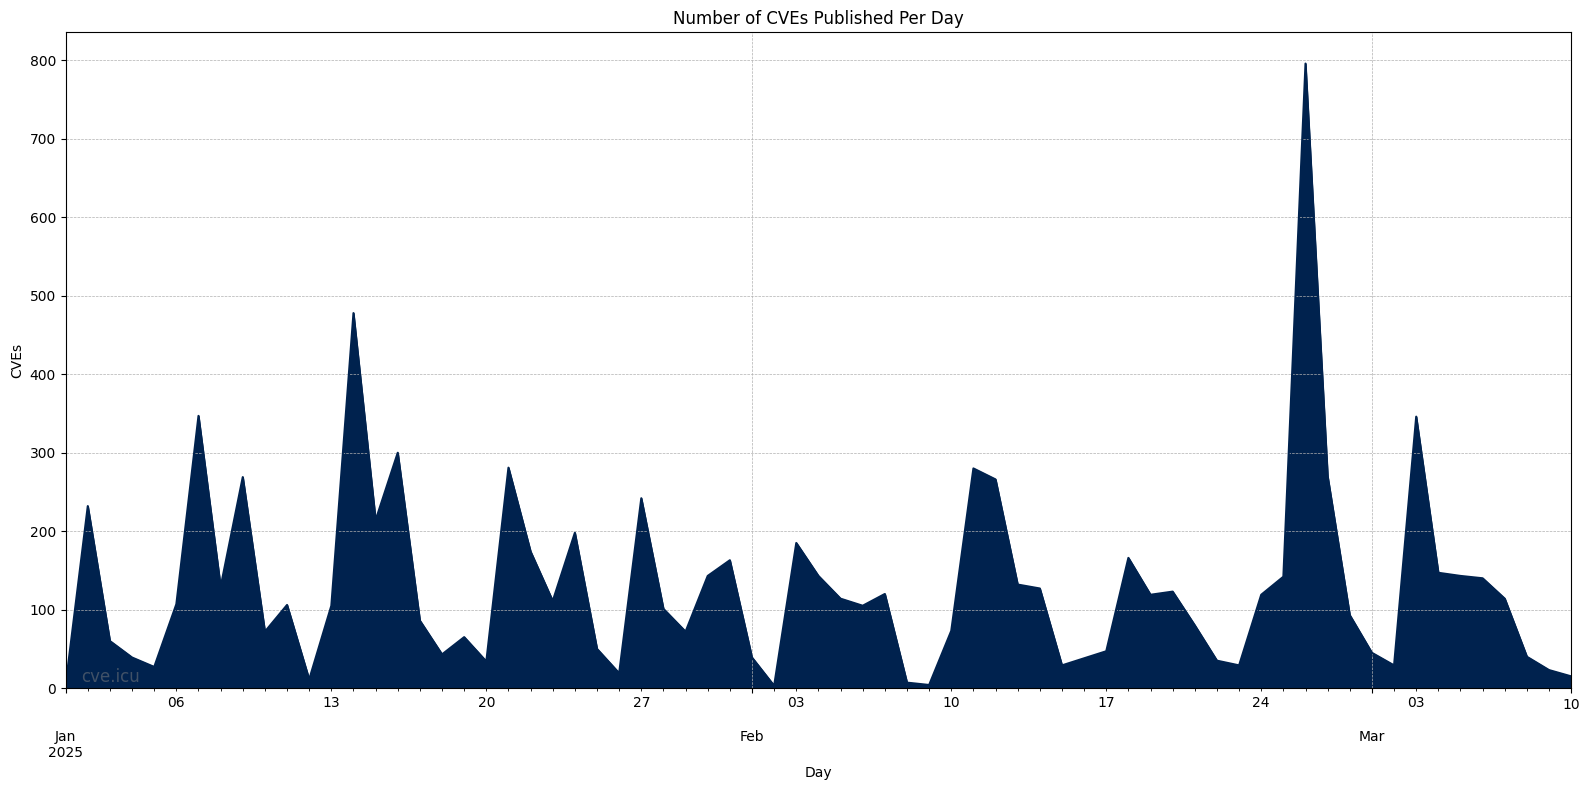 Number of CVEs Published Per Day
800
700
600
500
400
300
200
100
0
CVEs
cve.icu
06 13 20 27 03 10 17 24 03 10
Jan Feb Mar
2025
Day